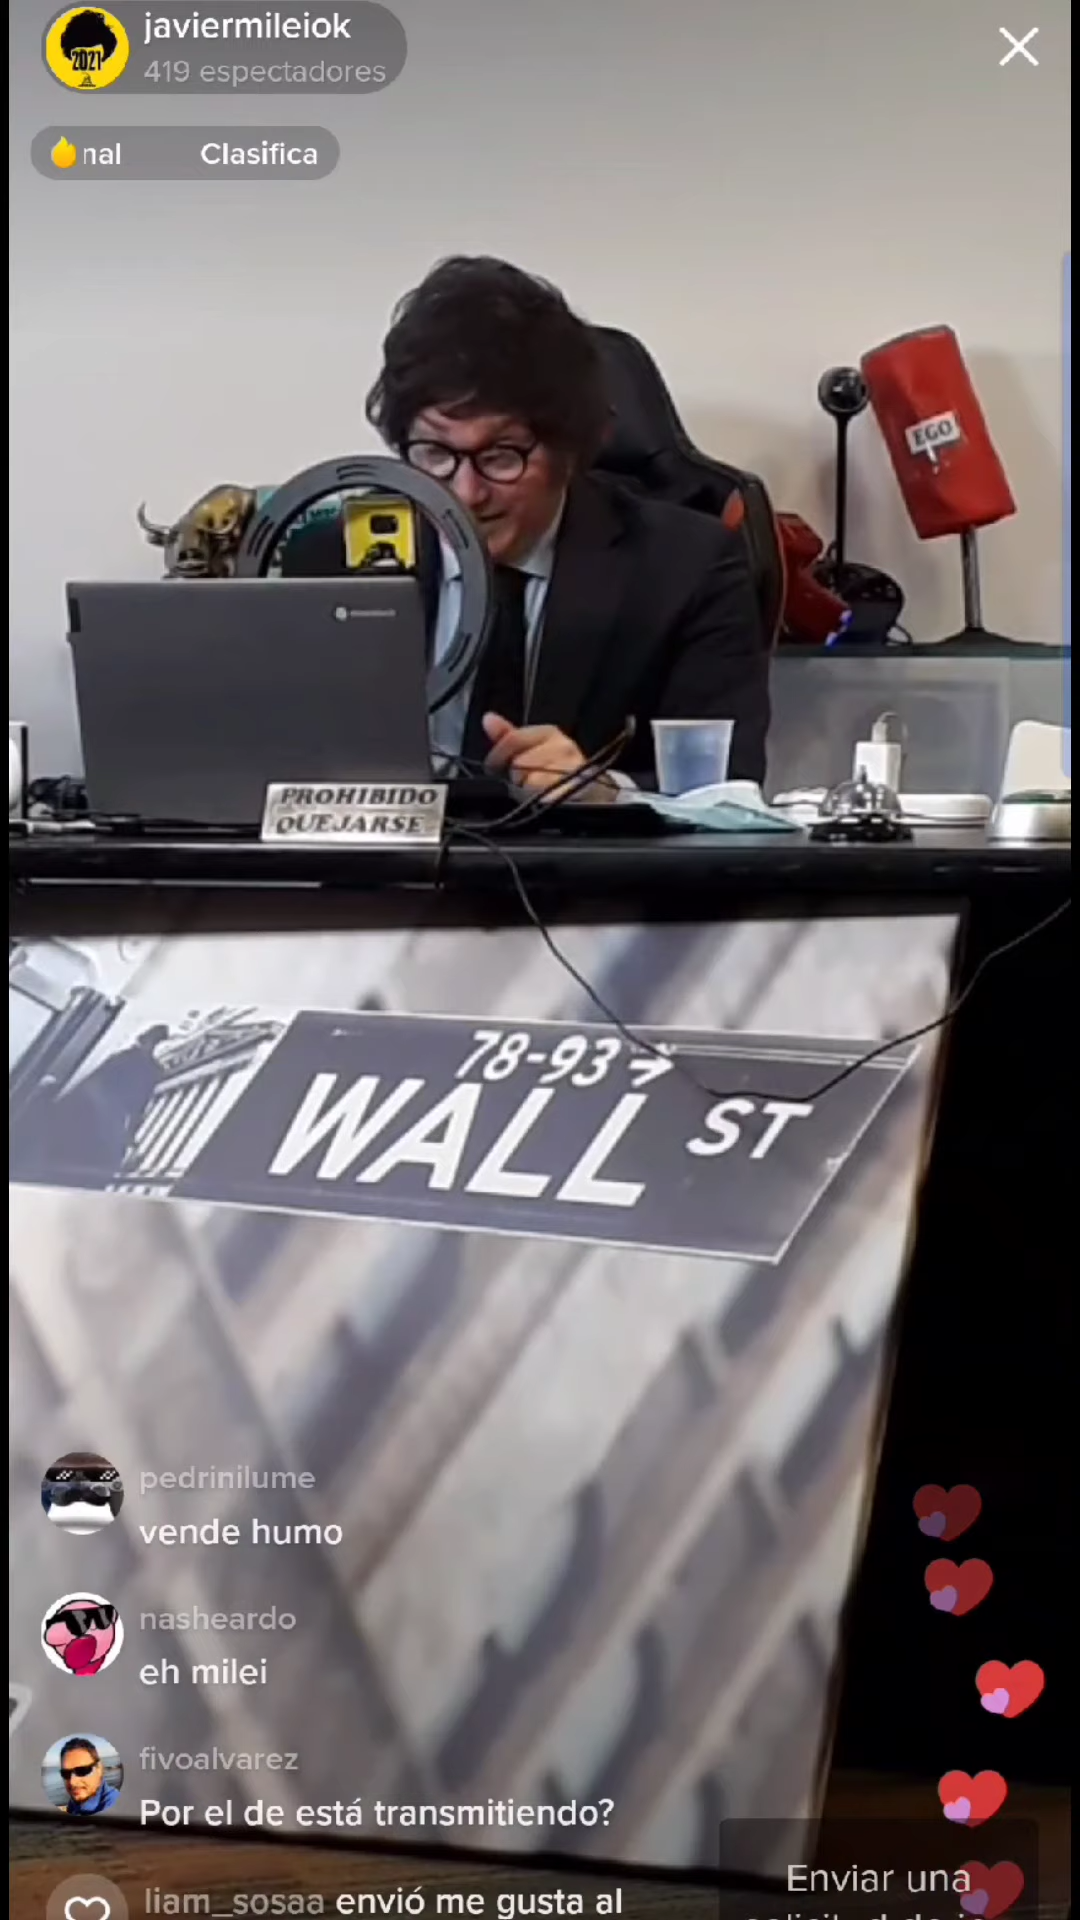 2021
javiermileiok
419 espectadores
nal Clasifica
EGO
PROHIBIDO
QUEJARSE
78-93
WALL ST
pedrinilume
vende humo
nasheardo
eh milei
fivoalvarez
Por el de está transmitiendo?
liam_sosaa envió me gusta al
Enviar una